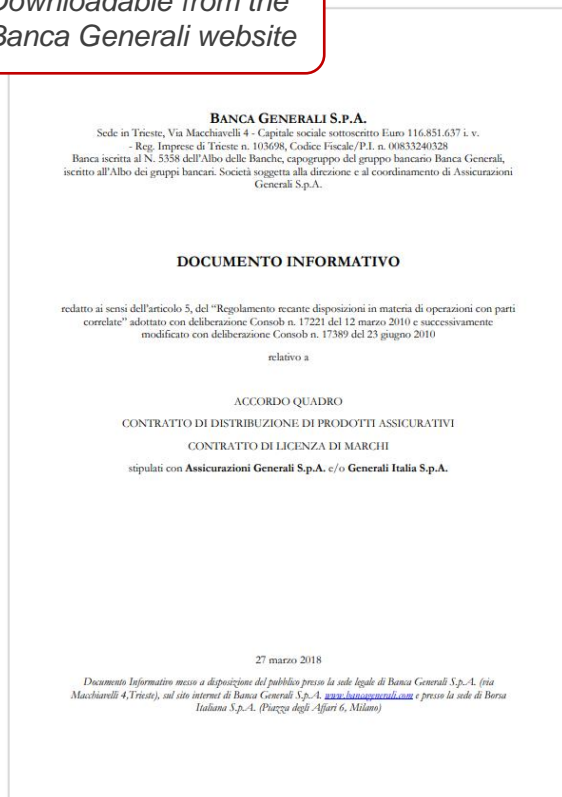 Downloadable from the
Banca Generali website
BANCA GENERALI S.P.A.
Sede in Trieste, Via Macchiavelli 4 - Capitale sociale sottoscritto Euro 116.851.637 i. v.
- Reg. Imprese di Trieste n. 103698, Codice Fiscale/P.I. n. 00833240328
Banca iscritta al N. 5358 dell'Albo delle Banche, capogruppo del gruppo bancario Banca Generali,
iscritto all'Albo dei gruppi bancari. Società soggetta alla direzione e al coordinamento di Assicurazioni
Generali S.p.A.
DOCUMENTO INFORMATIVO
redatto ai sensi dell'articolo 5, del "Regolamento recante disposizioni in materia di operazioni con parti
correlate" adottato con deliberazione Consob n. 17221 del 12 marzo 2010 e successivamente
modificato con deliberazione Consob n. 17389 del 23 giugno 2010
relativo a
ACCORDO QUADRO
CONTRATTO DI DISTRIBUZIONE DI PRODOTTI ASSICURATIVI
CONTRATTO DI LICENZA DI MARCHI
stipulati con Assicurazioni Generali S.p.A. e/o Generali Italia S.p.A.
27 marzo 2018
Documento Informativo messo a disposizione del pubblico presso la sede legale di Banca Generali S.p.A. (via
Macchiavelli 4,Trieste), sul sito internet di Banca Generali S.p.A. www.bancagenerali.com e presso la sede di Borsa
Italiana S.p.A. (Piazza degli Affari 6, Milano)